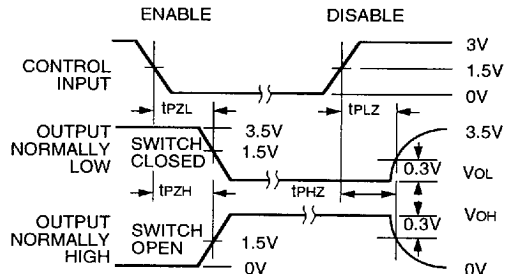 ENABLE
DISABLE
3V
CONTROL
INPUT
1.5V
0V
tPZL
tPLZ
OUTPUT
NORMALLY
LOW
SWITCH
CLOSED
3.5V
1.5V
3.5V
0.3V
VOL
tPZH
tPHZ
VOH
0.3V
OUTPUT
NORMALLY
HIGH
SWITCH
OPEN
1.5V
0V
0V